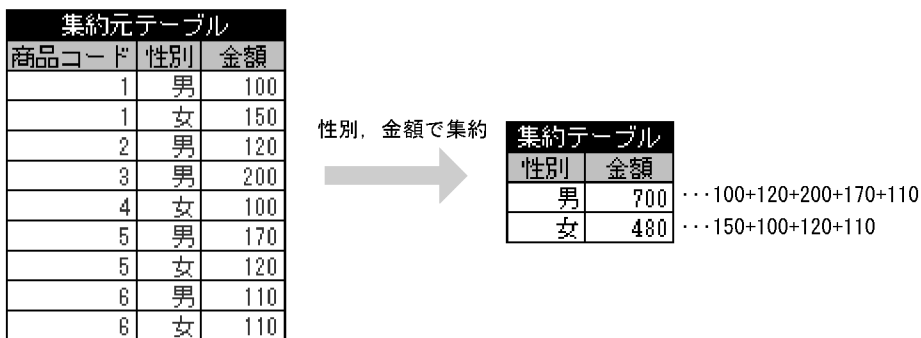 集約元テーブル
商品コード 性別 金額
1 男 100
1 女 150
2 男 120
3 男 200
4 女 100
5 男 170
5 女 120
6 男 110
6 女 110
性別，金額で集約
集約テーブル
性別 金額
男 700 ･･･100+120+200+170+110
女 480 ･･･150+100+120+110